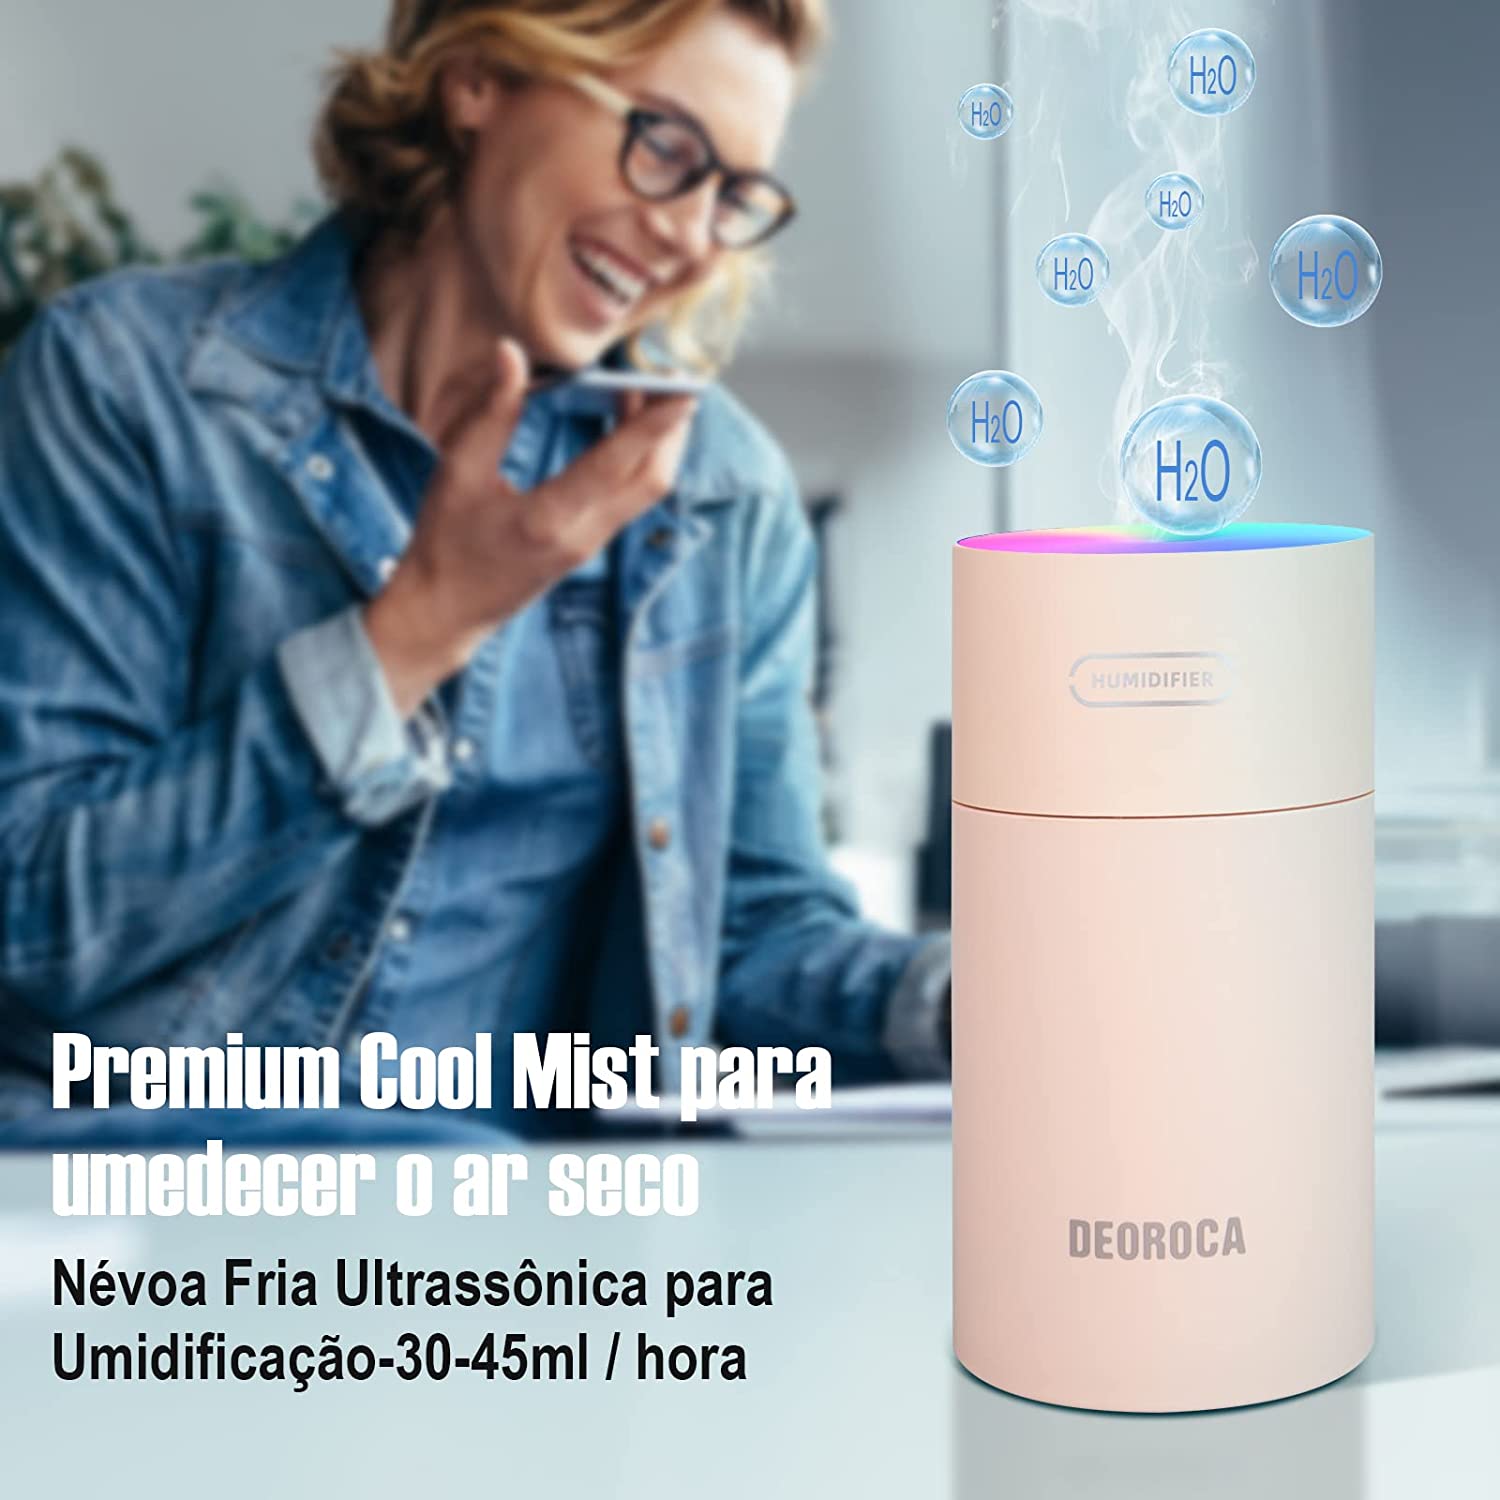 H2O
H2O
H2O
H2O
H2O
H2O
H2O
HUMIDIFIER
DEOROCA
Premium Cool Mist para
umedecer o ar seco
Névoa Fria Ultrassônica para
Umidificação-30-45ml / hora